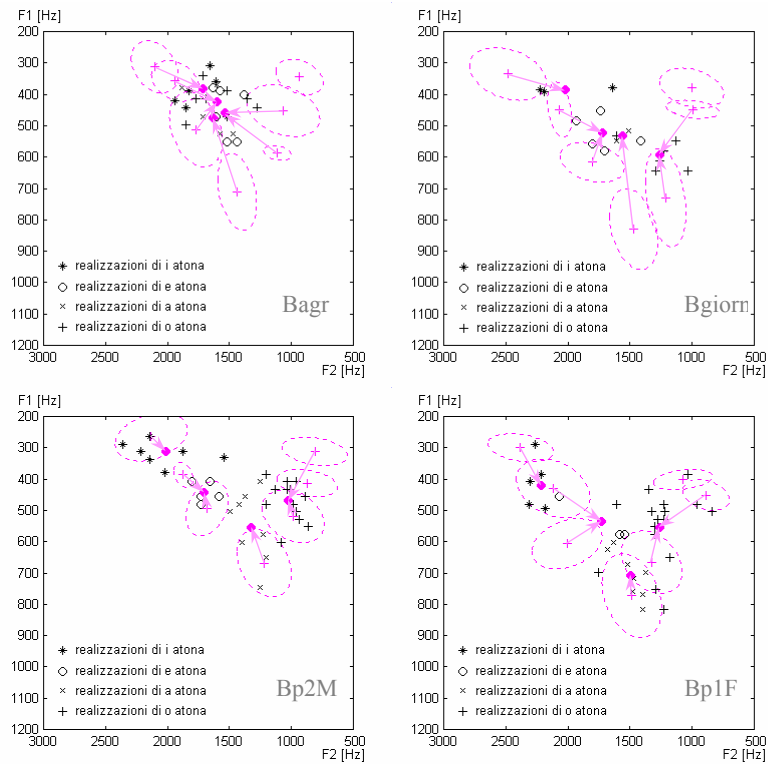 F1 [Hz]
200
300
400
500
600
700
800
900
1000
1100
1200
3000 2500 2000 1500 1000 500
F2 [Hz]
realizzazioni di i atona
realizzazioni di e atona
realizzazioni di a atona
realizzazioni di o atona
Bagr
F1 [Hz]
200
300
400
500
600
700
800
900
1000
1100
1200
3000 2500 2000 1500 1000 500
F2 [Hz]
realizzazioni di i atona
realizzazioni di e atona
realizzazioni di a atona
realizzazioni di o atona
Bgiorn
F1 [Hz]
200
300
400
500
600
700
800
900
1000
1100
1200
3000 2500 2000 1500 1000 500
F2 [Hz]
realizzazioni di i atona
realizzazioni di e atona
realizzazioni di a atona
realizzazioni di o atona
Bp2M
F1 [Hz]
200
300
400
500
600
700
800
900
1000
1100
1200
3000 2500 2000 1500 1000 500
F2 [Hz]
realizzazioni di i atona
realizzazioni di e atona
realizzazioni di a atona
realizzazioni di o atona
Bp1F